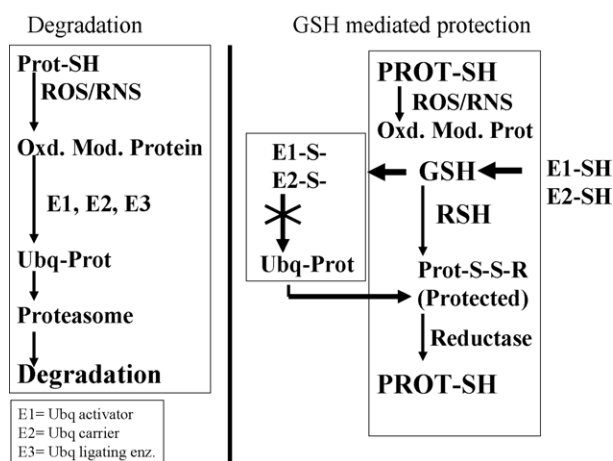 Degradation
Prot-SH
ROS/RNS
Oxd. Mod. Protein
E1, E2, E3
Ubq-Prot
Proteasome
Degradation
E1= Ubq activator
E2= Ubq carrier
E3= Ubq ligating enz.
GSH mediated protection
PROT-SH
ROS/RNS
Oxd. Mod. Prot
E1-S-
E2-S-
GSH
E1-SH
E2-SH
RSH
Ubq-Prot
Prot-S-S-R
(Protected)
Reductase
PROT-SH